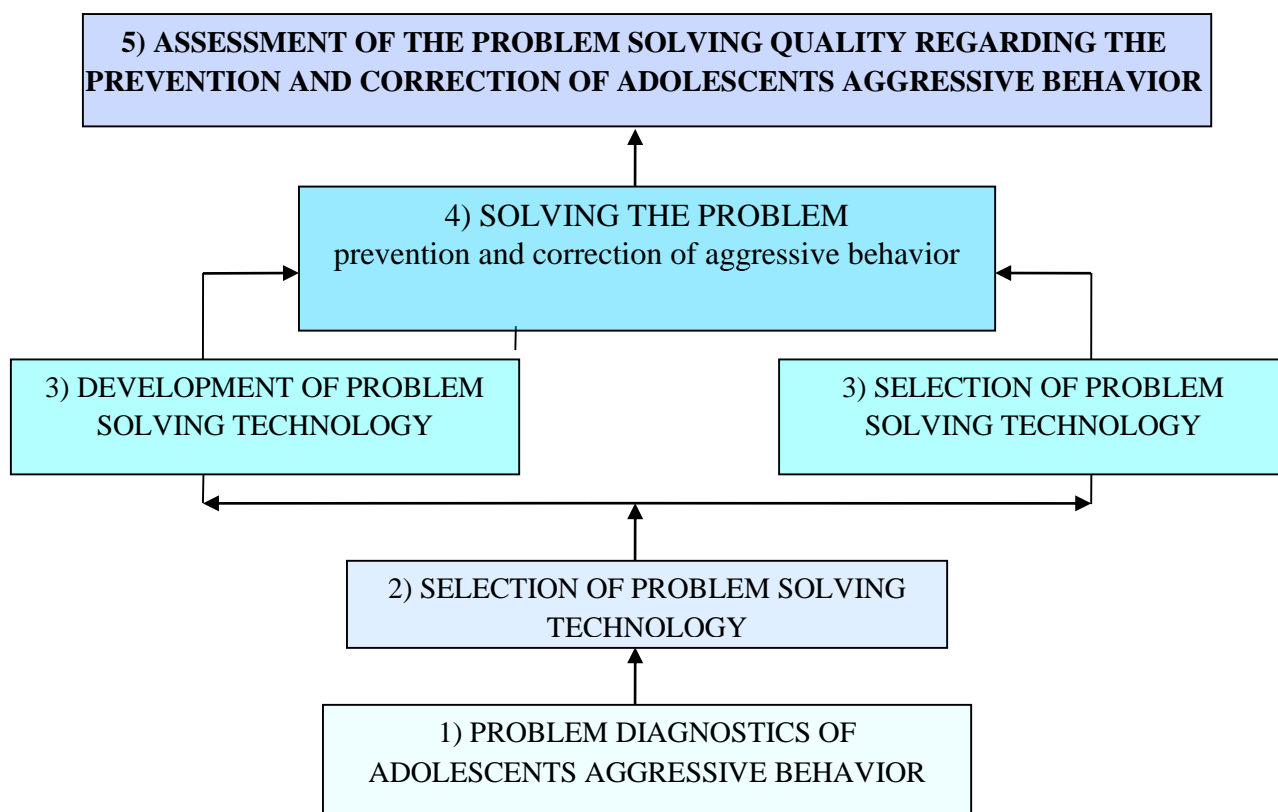 5) ASSESSMENT OF THE PROBLEM SOLVING QUALITY REGARDING THE
PREVENTION AND CORRECTION OF ADOLESCENTS AGGRESSIVE BEHAVIOR
4) SOLVING THE PROBLEM
prevention and correction of aggressive behavior
3) DEVELOPMENT OF PROBLEM
SOLVING TECHNOLOGY
3) SELECTION OF PROBLEM
SOLVING TECHNOLOGY
2) SELECTION OF PROBLEM SOLVING
TECHNOLOGY
1) PROBLEM DIAGNOSTICS OF
ADOLESCENTS AGGRESSIVE BEHAVIOR